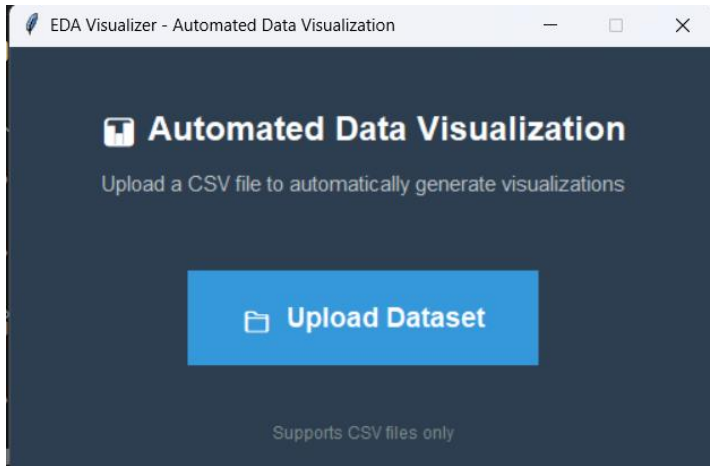 EDA Visualizer - Automated Data Visualization
Automated Data Visualization
Upload a CSV file to automatically generate visualizations
Upload Dataset
Supports CSV files only